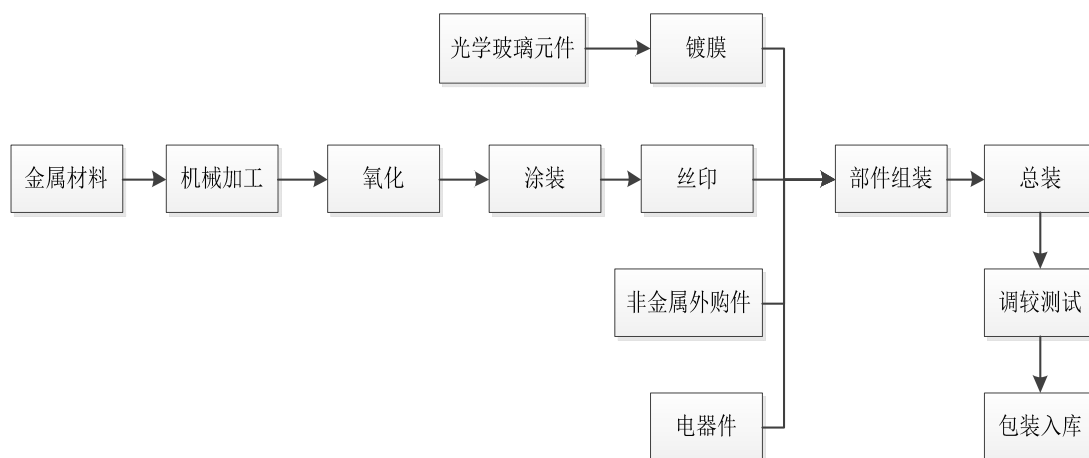 光学玻璃元件
镀膜
金属材料
机械加工
氧化
涂装
丝印
部件组装
总装
非金属外购件
调较测试
电器件
包装入库